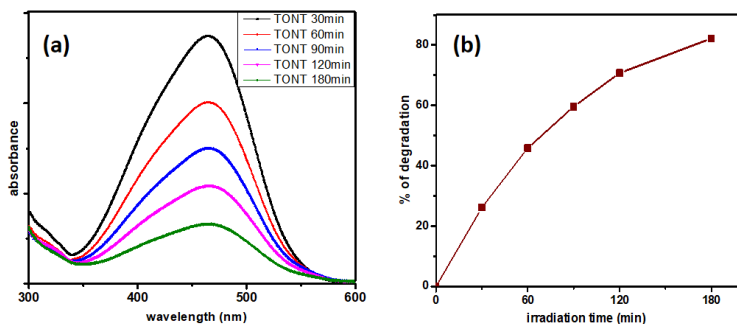 (a)
TONT 30min
TONT 60min
TONT 90min
TONT 120min
TONT 180min
absorbance
300 400 500 600
wavelength (nm)
(b)
% of degradation
80
60
40
20
0
0 60 120 180
irradiation time (min)